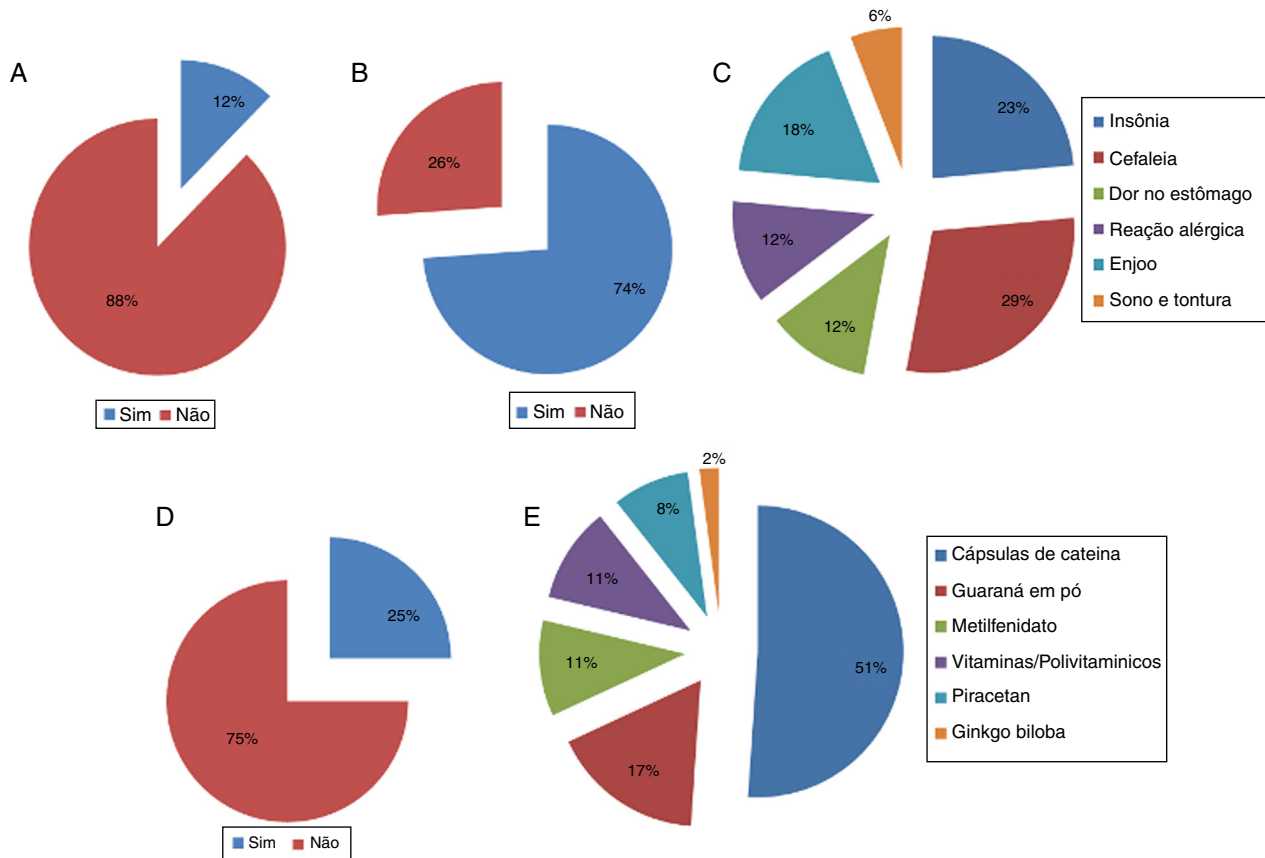 A
12%
88%
Sim Não
B
26%
74%
Sim Não
C
6%
23%
18%
12%
12%
29%
Insônia
Cefaleia
Dor no estômago
Reação alérgica
Enjoo
Sono e tontura
D
25%
75%
Sim Não
E
2%
8%
11%
11%
17%
51%
Cápsulas de cateina
Guaraná em pó
Metilfenidato
Vitaminas/Polivitaminicos
Piracetan
Ginkgo biloba